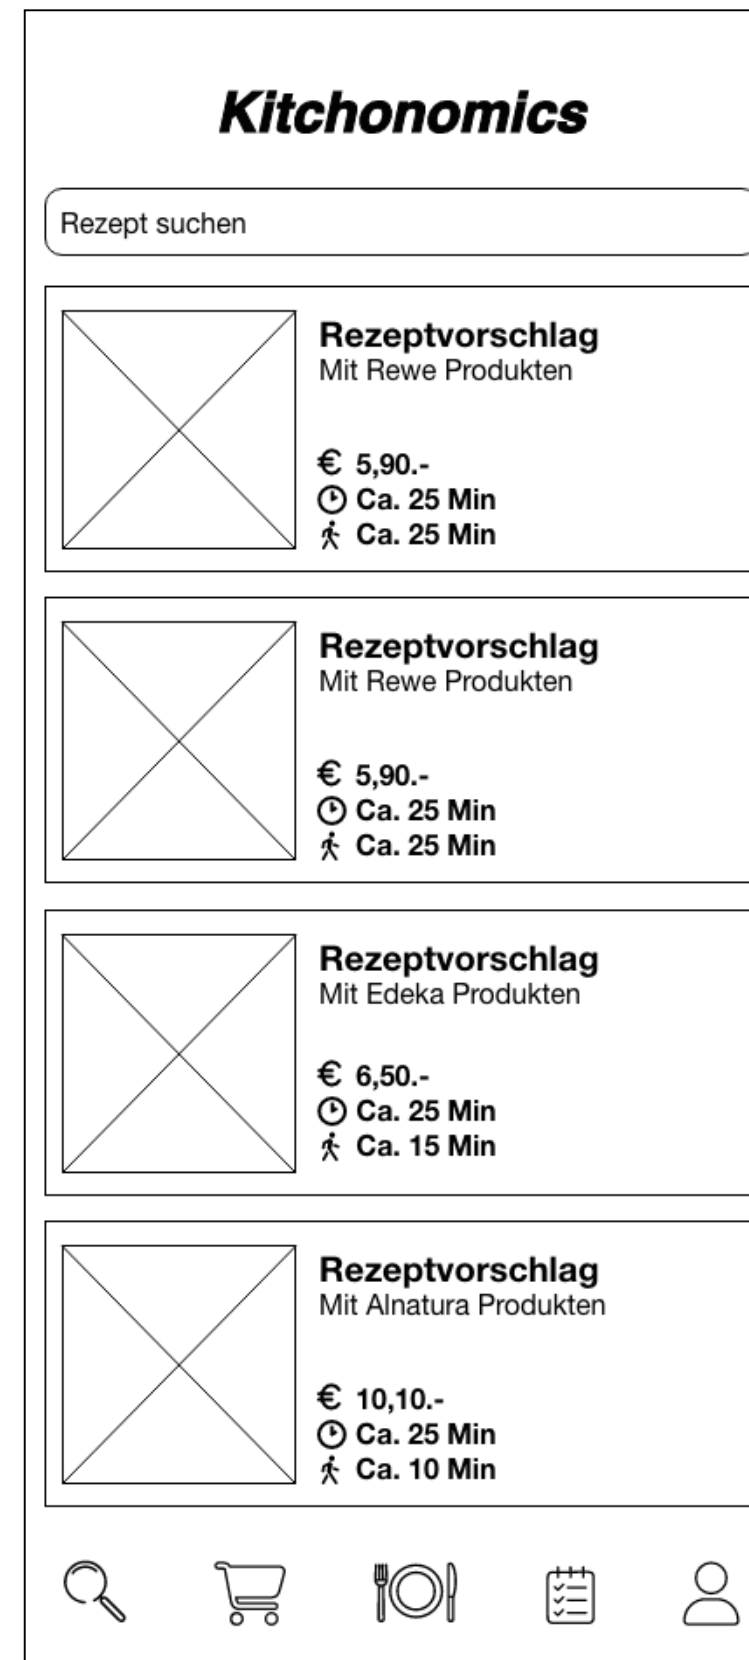 Kitchonomics
Rezept suchen
Rezeptvorschlag
Mit Rewe Produkten
€ 5,90.-
Ca. 25 Min
Ca. 25 Min
Rezeptvorschlag
Mit Rewe Produkten
€ 5,90.-
Ca. 25 Min
Ca. 25 Min
Rezeptvorschlag
Mit Edeka Produkten
€ 6,50.-
Ca. 25 Min
Ca. 15 Min
Rezeptvorschlag
Mit Alnatura Produkten
€ 10,10.-
Ca. 25 Min
Ca. 10 Min